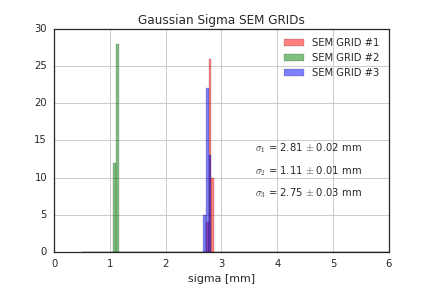 Gaussian Sigma SEM GRIDs
30
25
20
15
10
5
0
SEM GRID #1
SEM GRID #2
SEM GRID #3
σ₁ = 2.81 ± 0.02 mm
σ₂ = 1.11 ± 0.01 mm
σ₃ = 2.75 ± 0.03 mm
0 1 2 3 4 5 6
sigma [mm]